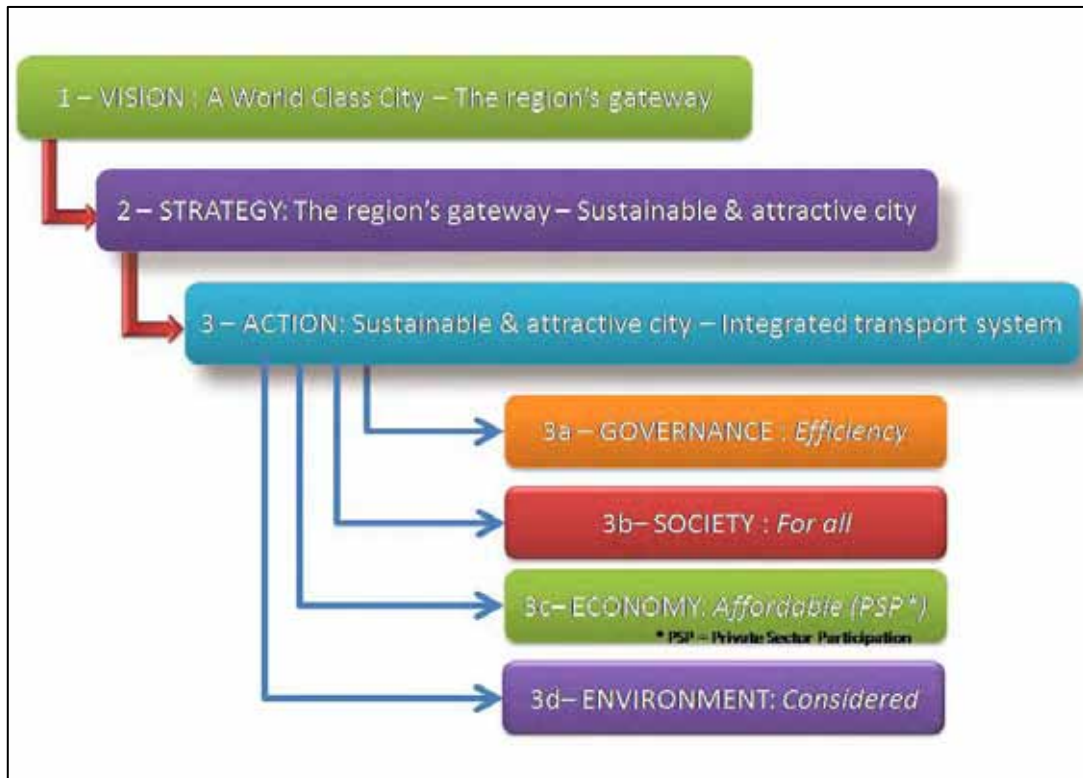 1 – VISION : A World Class City – The region's gateway
2 – STRATEGY: The region's gateway – Sustainable & attractive city
3 – ACTION: Sustainable & attractive city – Integrated transport system
3a – GOVERNANCE : Efficiency
3b– SOCIETY : For all
3c– ECONOMY: Affordable (PSP*)
* PSP – Private Sector Participation
3d– ENVIRONMENT: Considered